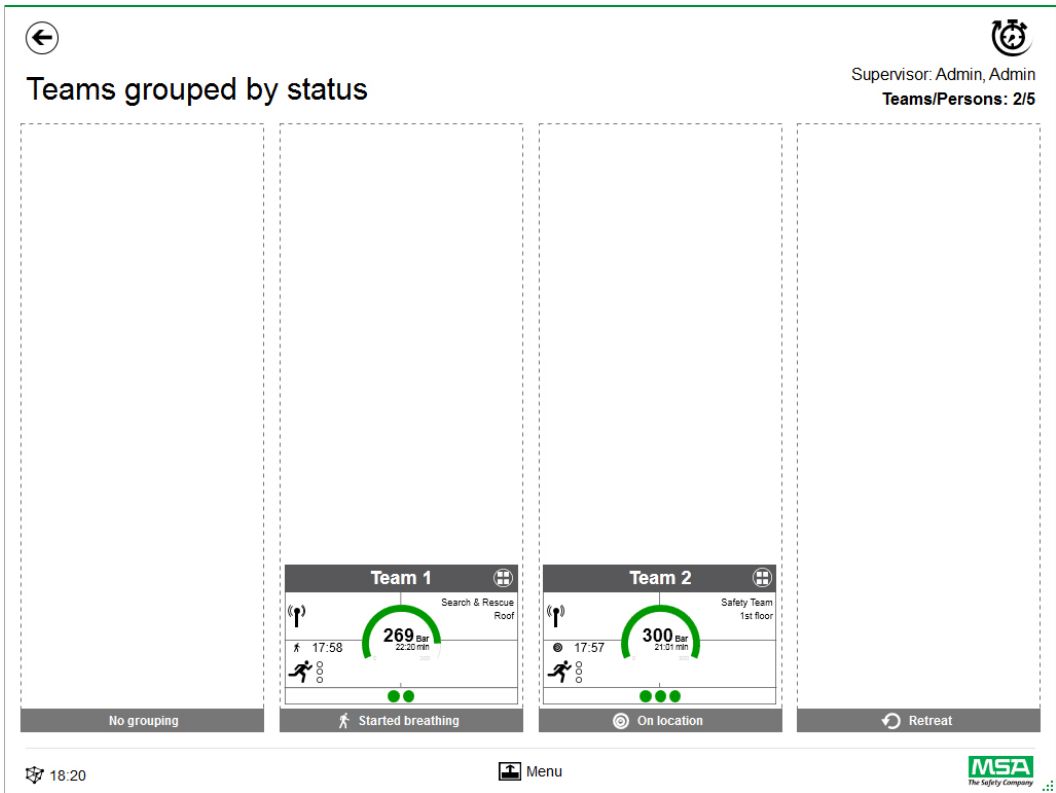 Supervisor: Admin, Admin
Teams grouped by status
Teams/Persons: 2/5
Team 1
Search & Rescue
Roof
269 Bar
22:20 min
17:58
Team 2
Safety Team
1st floor
300 Bar
21:01 min
17:57
No grouping
Started breathing
On location
Retreat
18:20
Menu
MSA
The Safety Company